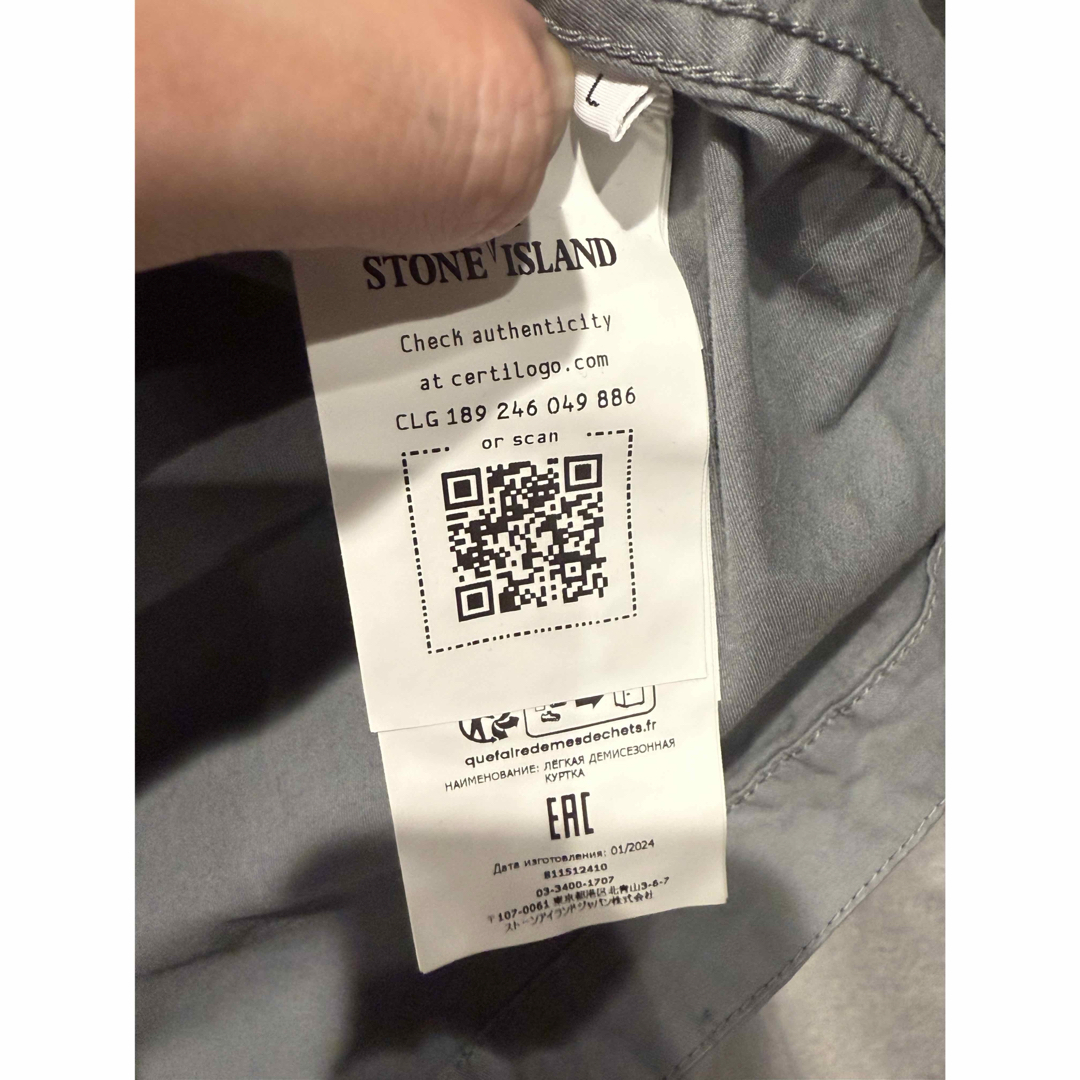 L
STONE ISLAND
Check authenticity
at certilogo.com
CLG 189 246 049 886
or scan
quefairedemesdechets.fr
НАИМЕНОВАНИЕ: ЛЁГКАЯ ДЕМИСЕЗОННАЯ
КУРТКА
EAC
Дата изготовления: 01/2024
811512410
03-3400-1707
〒107-0061 東京都港区北青山3-6-7
ストーンアイランドジャパン株式会社